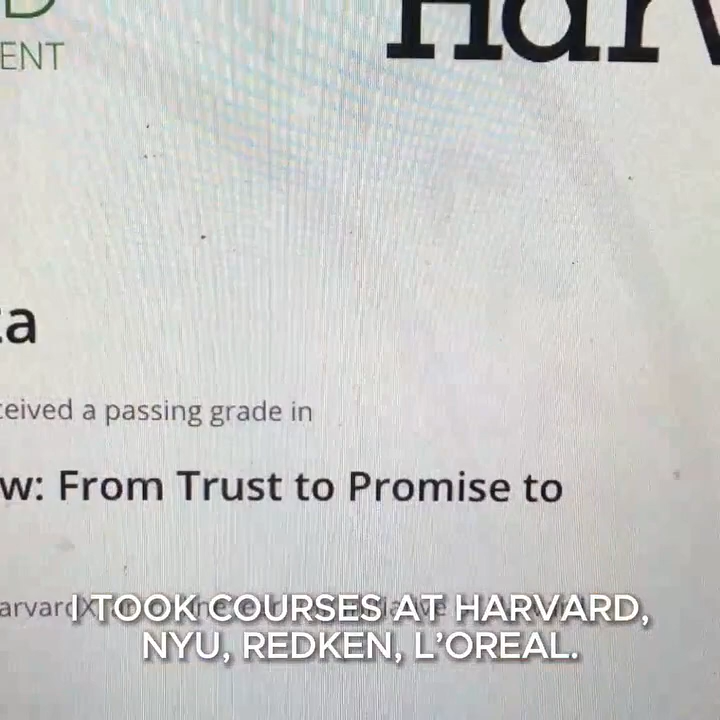 D
Harv
ENT
ta
ceived a passing grade in
w: From Trust to Promise to
arvardX,
I TOOK COURSES AT HARVARD,
NYU, REDKEN, L'OREAL.